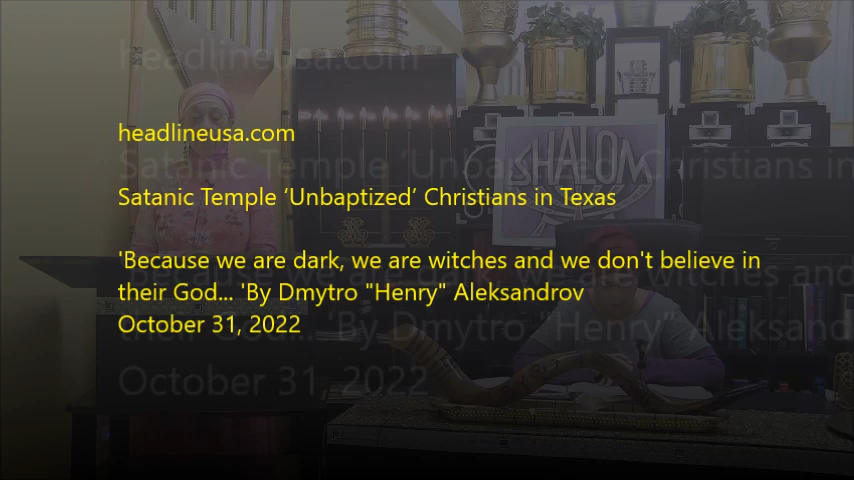 headlineusa.com
Satanic Temple ‘Unbaptized’ Christians in Texas
'Because we are dark, we are witches and we don't believe in
their God... 'By Dmytro "Henry" Aleksandrov
October 31, 2022
SHALOM